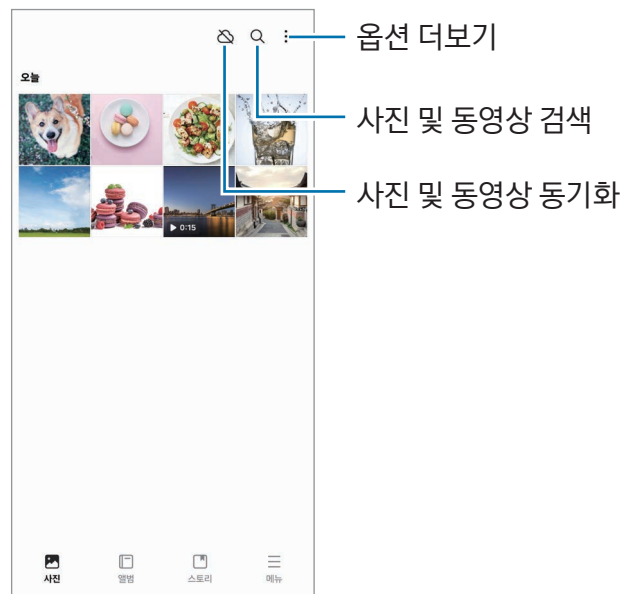 옵션 더보기
오늘
사진 및 동영상 검색
사진 및 동영상 동기화
0:15
사진
앨범
스토리
메뉴